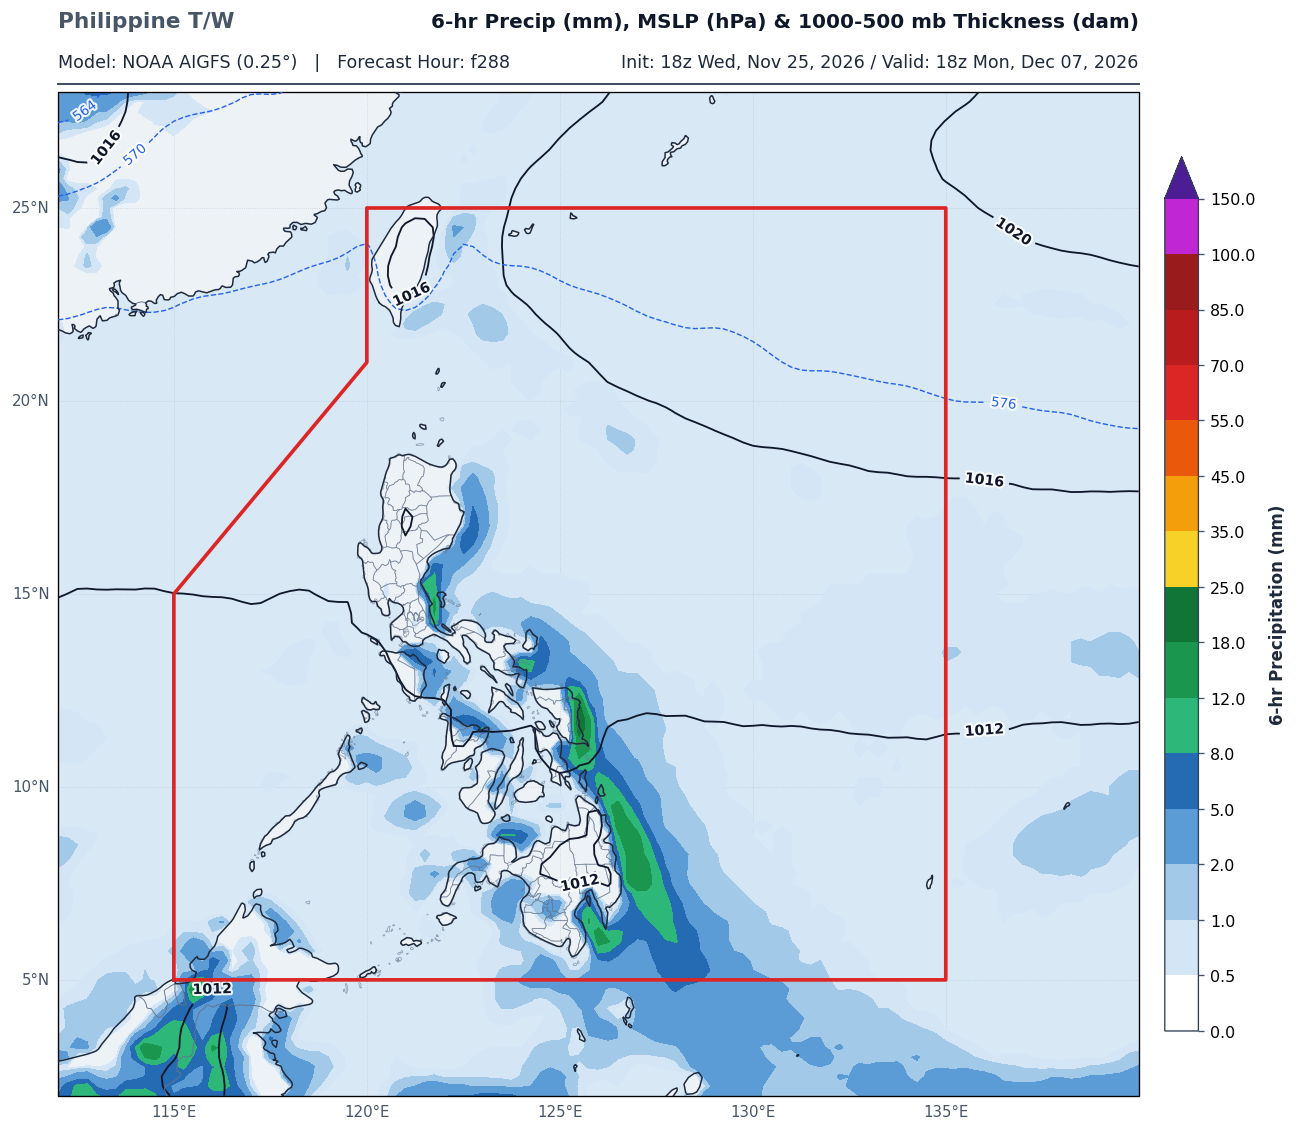 Philippine T/W
6-hr Precip (mm), MSLP (hPa) & 1000-500 mb Thickness (dam)
Model: NOAA AIGFS (0.25°)   |   Forecast Hour: f288
Init: 18z Wed, Nov 25, 2026 / Valid: 18z Mon, Dec 07, 2026
564
1016
570
1020
1016
576
1016
1012
1012
1012
25°N
20°N
15°N
10°N
5°N
115°E
120°E
125°E
130°E
135°E
150.0
100.0
85.0
70.0
55.0
45.0
35.0
25.0
18.0
12.0
8.0
5.0
2.0
1.0
0.5
0.0
6-hr Precipitation (mm)